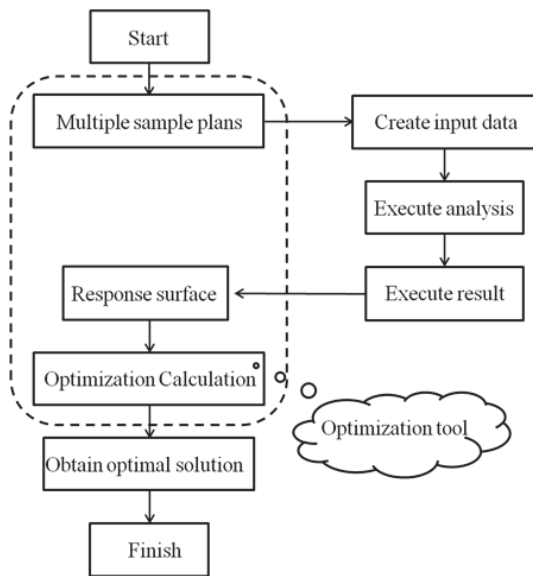 Start
Multiple sample plans
Create input data
Execute analysis
Response surface
Execute result
Optimization Calculation
Optimization tool
Obtain optimal solution
Finish